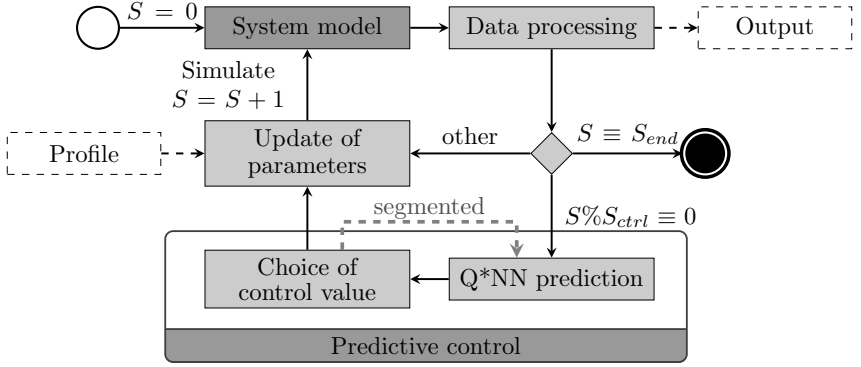 S = 0
System model
Data processing
Output
Simulate
S = S + 1
Profile
Update of
parameters
other
S ≡ S_end
segmented
S%S_ctrl ≡ 0
Choice of
control value
Q*NN prediction
Predictive control